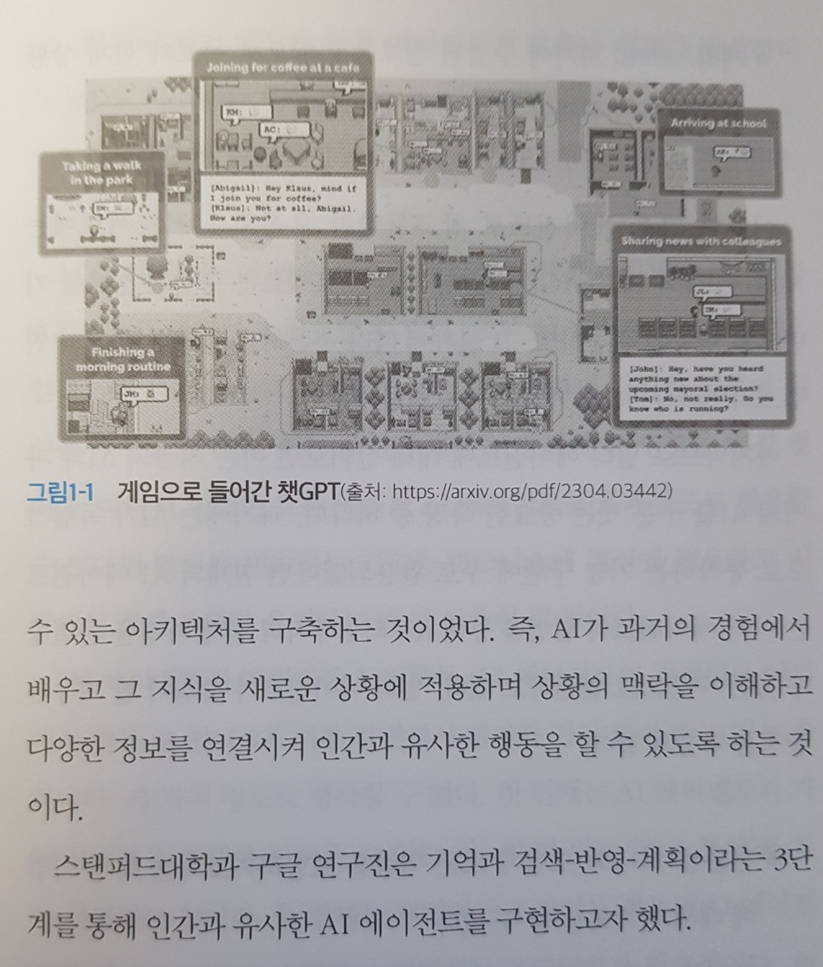 Joining for coffee at a cafe
KM:
AC:
[Abigail]: Hey Klaus, mind if
I join you for coffee?
[Klaus]: Not at all, Abigail.
How are you?
Taking a walk
in the park
Arriving at school
Sharing news with colleagues
[John]: Hey, have you heard
anything new about the
upcoming mayoral election?
[Tom]: No, not really. Do you
know who is running?
Finishing a
morning routine
JM:
그림1-1 게임으로 들어간 챗GPT(출처: https://arxiv.org/pdf/2304.03442)
수 있는 아키텍처를 구축하는 것이었다. 즉, AI가 과거의 경험에서
배우고 그 지식을 새로운 상황에 적용하며 상황의 맥락을 이해하고
다양한 정보를 연결시켜 인간과 유사한 행동을 할 수 있도록 하는 것
이다.
스탠퍼드대학과 구글 연구진은 기억과 검색-반영-계획이라는 3단
계를 통해 인간과 유사한 AI 에이전트를 구현하고자 했다.